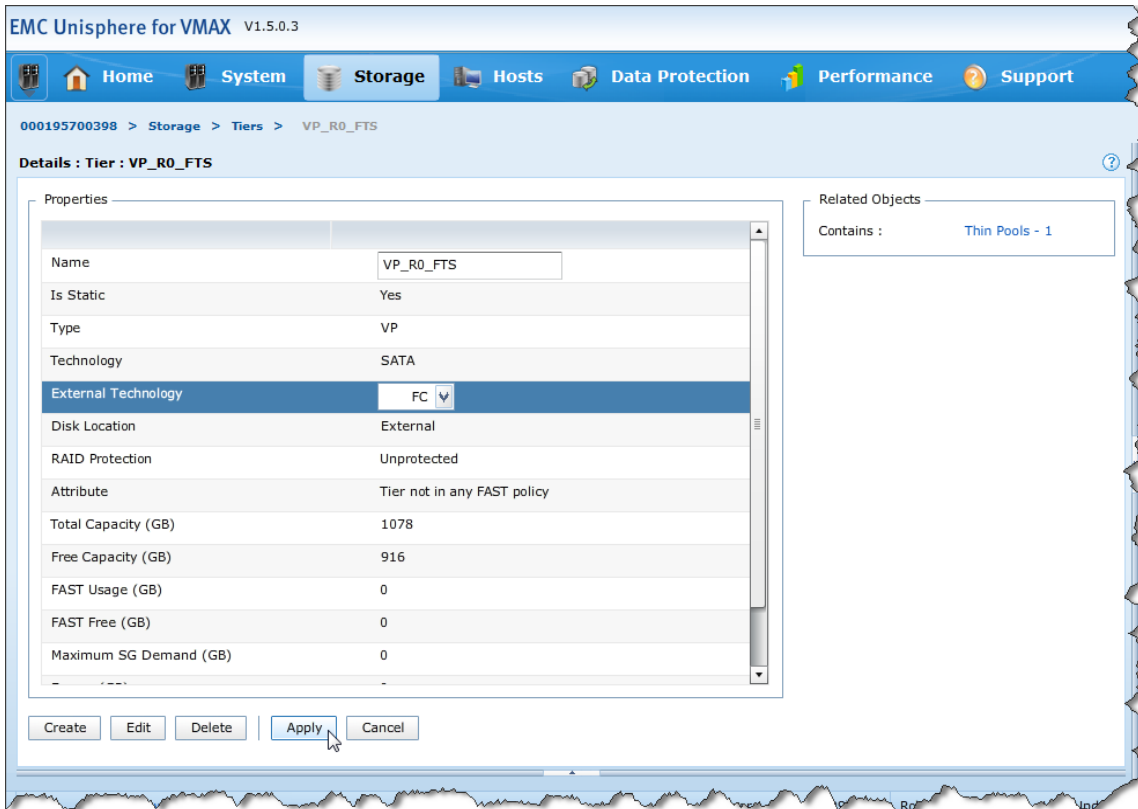 EMC Unisphere for VMAX V1.5.0.3
Home System Storage Hosts Data Protection Performance Support
000195700398 > Storage > Tiers > VP_R0_FTS
Details : Tier : VP_R0_FTS
Properties
Name VP_R0_FTS
Is Static Yes
Type VP
Technology SATA
External Technology FC
Disk Location External
RAID Protection Unprotected
Attribute Tier not in any FAST policy
Total Capacity (GB) 1078
Free Capacity (GB) 916
FAST Usage (GB) 0
FAST Free (GB) 0
Maximum SG Demand (GB) 0
Related Objects
Contains : Thin Pools - 1
Create Edit Delete Apply Cancel